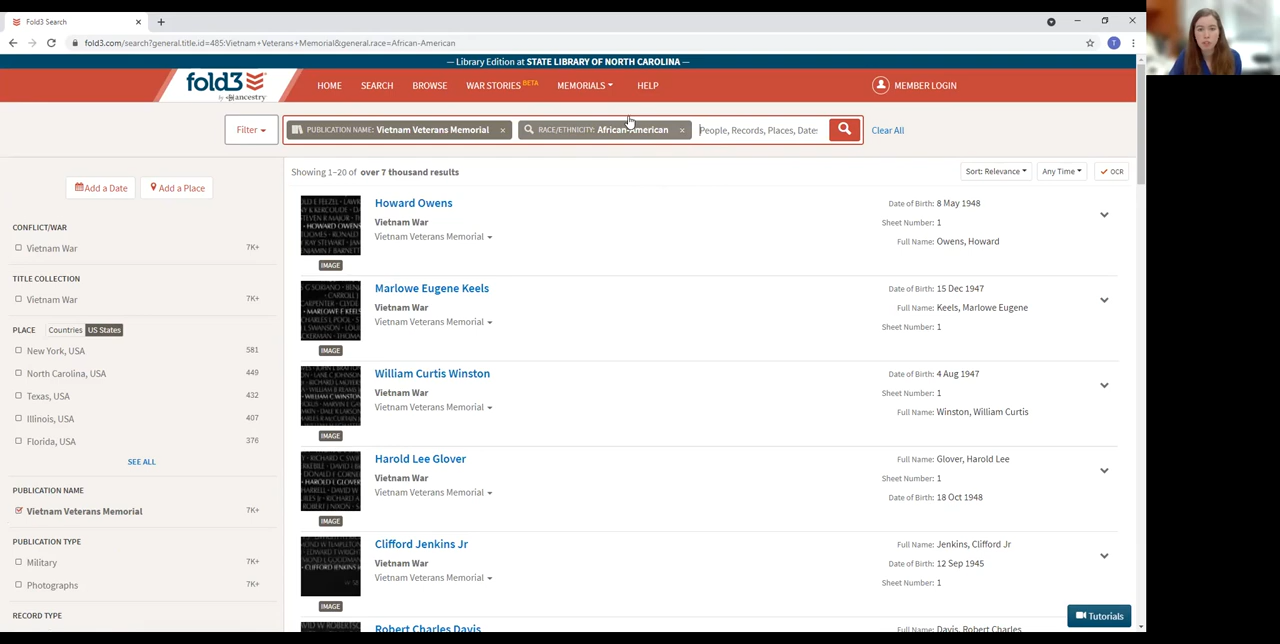 Fold3 Search
fold3.com/search?general.title.id=485:Vietnam+Veterans+Memorial&general.race=African-American
T
— Library Edition at STATE LIBRARY OF NORTH CAROLINA —
fold3
by ancestry
HOME SEARCH BROWSE WAR STORIES BETA MEMORIALS HELP MEMBER LOGIN
Filter PUBLICATION NAME: Vietnam Veterans Memorial × RACE/ETHNICITY: African-American × People, Records, Places, Date: Clear All
Add a Date Add a Place
Showing 1–20 of over 7 thousand results Sort: Relevance Any Time OCR
CONFLICT/WAR
Vietnam War 7K+
TITLE COLLECTION
Vietnam War 7K+
PLACE Countries US States
New York, USA 581
North Carolina, USA 449
Texas, USA 432
Illinois, USA 407
Florida, USA 376
SEE ALL
PUBLICATION NAME
Vietnam Veterans Memorial 7K+
PUBLICATION TYPE
Military 7K+
Photographs 7K+
RECORD TYPE
HOWARD OWENS
IMAGE
Howard Owens
Vietnam War
Vietnam Veterans Memorial
Date of Birth: 8 May 1948
Sheet Number: 1
Full Name: Owens, Howard
IMAGE
Marlowe Eugene Keels
Vietnam War
Vietnam Veterans Memorial
Date of Birth: 15 Dec 1947
Full Name: Keels, Marlowe Eugene
Sheet Number: 1
WILLIAM C WINSTON
IMAGE
William Curtis Winston
Vietnam War
Vietnam Veterans Memorial
Date of Birth: 4 Aug 1947
Sheet Number: 1
Full Name: Winston, William Curtis
HAROLD L GLOVER
IMAGE
Harold Lee Glover
Vietnam War
Vietnam Veterans Memorial
Full Name: Glover, Harold Lee
Sheet Number: 1
Date of Birth: 18 Oct 1948
CLIFFORD JENKINS
IMAGE
Clifford Jenkins Jr
Vietnam War
Vietnam Veterans Memorial
Full Name: Jenkins, Clifford Jr
Date of Birth: 12 Sep 1945
Sheet Number: 1
Robert Charles Davis
Full Name: Davis, Robert Charles
Tutorials